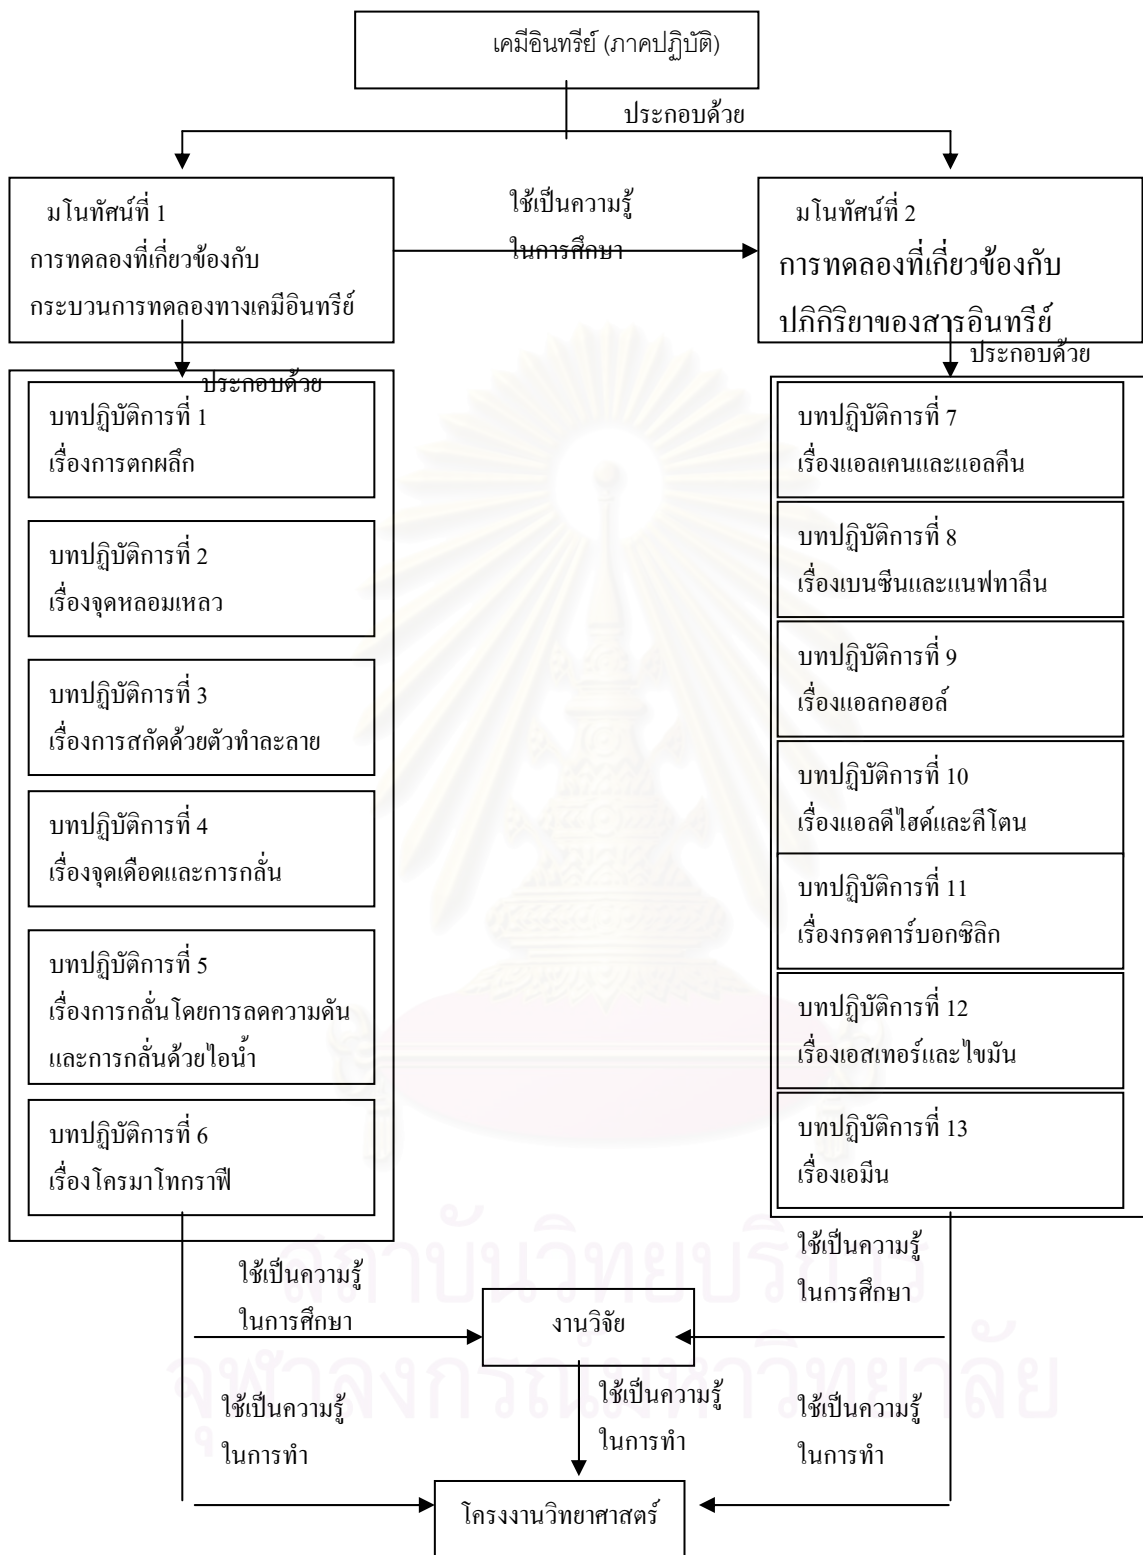 เคมีอินทรีย์ (ภาคปฏิบัติ)
ประกอบด้วย
มโนทัศน์ที่ 1
การทดลองที่เกี่ยวข้องกับ
กระบวนการทดลองทางเคมีอินทรีย์
ใช้เป็นความรู้
ในการศึกษา
มโนทัศน์ที่ 2
การทดลองที่เกี่ยวข้องกับ
ปภิกิริยาของสารอินทรีย์
ประกอบด้วย
บทปฏิบัติการที่ 1
เรื่องการตกผลึก
บทปฏิบัติการที่ 2
เรื่องจุดหลอมเหลว
บทปฏิบัติการที่ 3
เรื่องการสกัดด้วยตัวทำละลาย
บทปฏิบัติการที่ 4
เรื่องจุดเดือดและการกลั่น
บทปฏิบัติการที่ 5
เรื่องการกลั่นโดยการลดความดัน
และการกลั่นด้วยไอน้ำ
บทปฏิบัติการที่ 6
เรื่องโครมาโทกราฟี
ประกอบด้วย
บทปฏิบัติการที่ 7
เรื่องแอลเคนและแอลคีน
บทปฏิบัติการที่ 8
เรื่องเบนซีนและแนฟทาลีน
บทปฏิบัติการที่ 9
เรื่องแอลกอฮอล์
บทปฏิบัติการที่ 10
เรื่องแอลดีไฮด์และคีโตน
บทปฏิบัติการที่ 11
เรื่องกรดคาร์บอกซิลิก
บทปฏิบัติการที่ 12
เรื่องเอสเทอร์และไขมัน
บทปฏิบัติการที่ 13
เรื่องเอมีน
ใช้เป็นความรู้
ในการศึกษา
งานวิจัย
ใช้เป็นความรู้
ในการศึกษา
ใช้เป็นความรู้
ในการทำ
ใช้เป็นความรู้
ในการทำ
ใช้เป็นความรู้
ในการทำ
โครงงานวิทยาศาสตร์
สถาบันวิทยบริการ
จุฬาลงกรณ์มหาวิทยาลัย